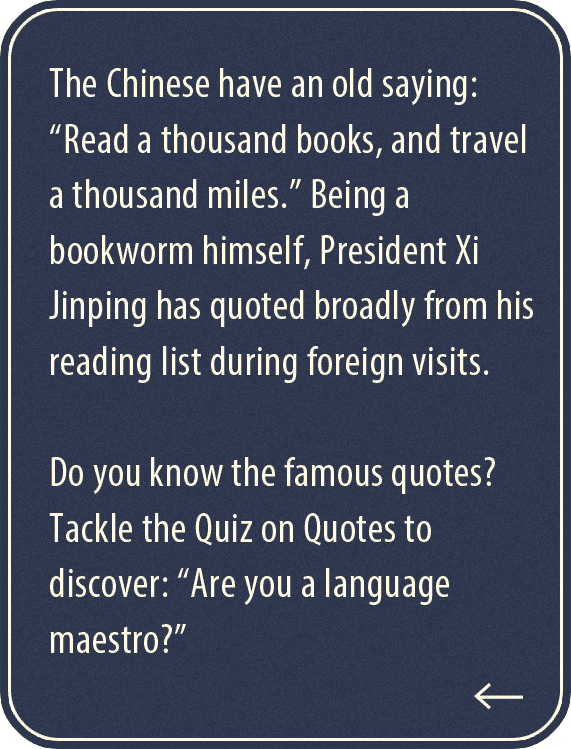 The Chinese have an old saying:
“Read a thousand books, and travel
a thousand miles.” Being a
bookworm himself, President Xi
Jinping has quoted broadly from his
reading list during foreign visits.
Do you know the famous quotes?
Tackle the Quiz on Quotes to
discover: “Are you a language
maestro?”